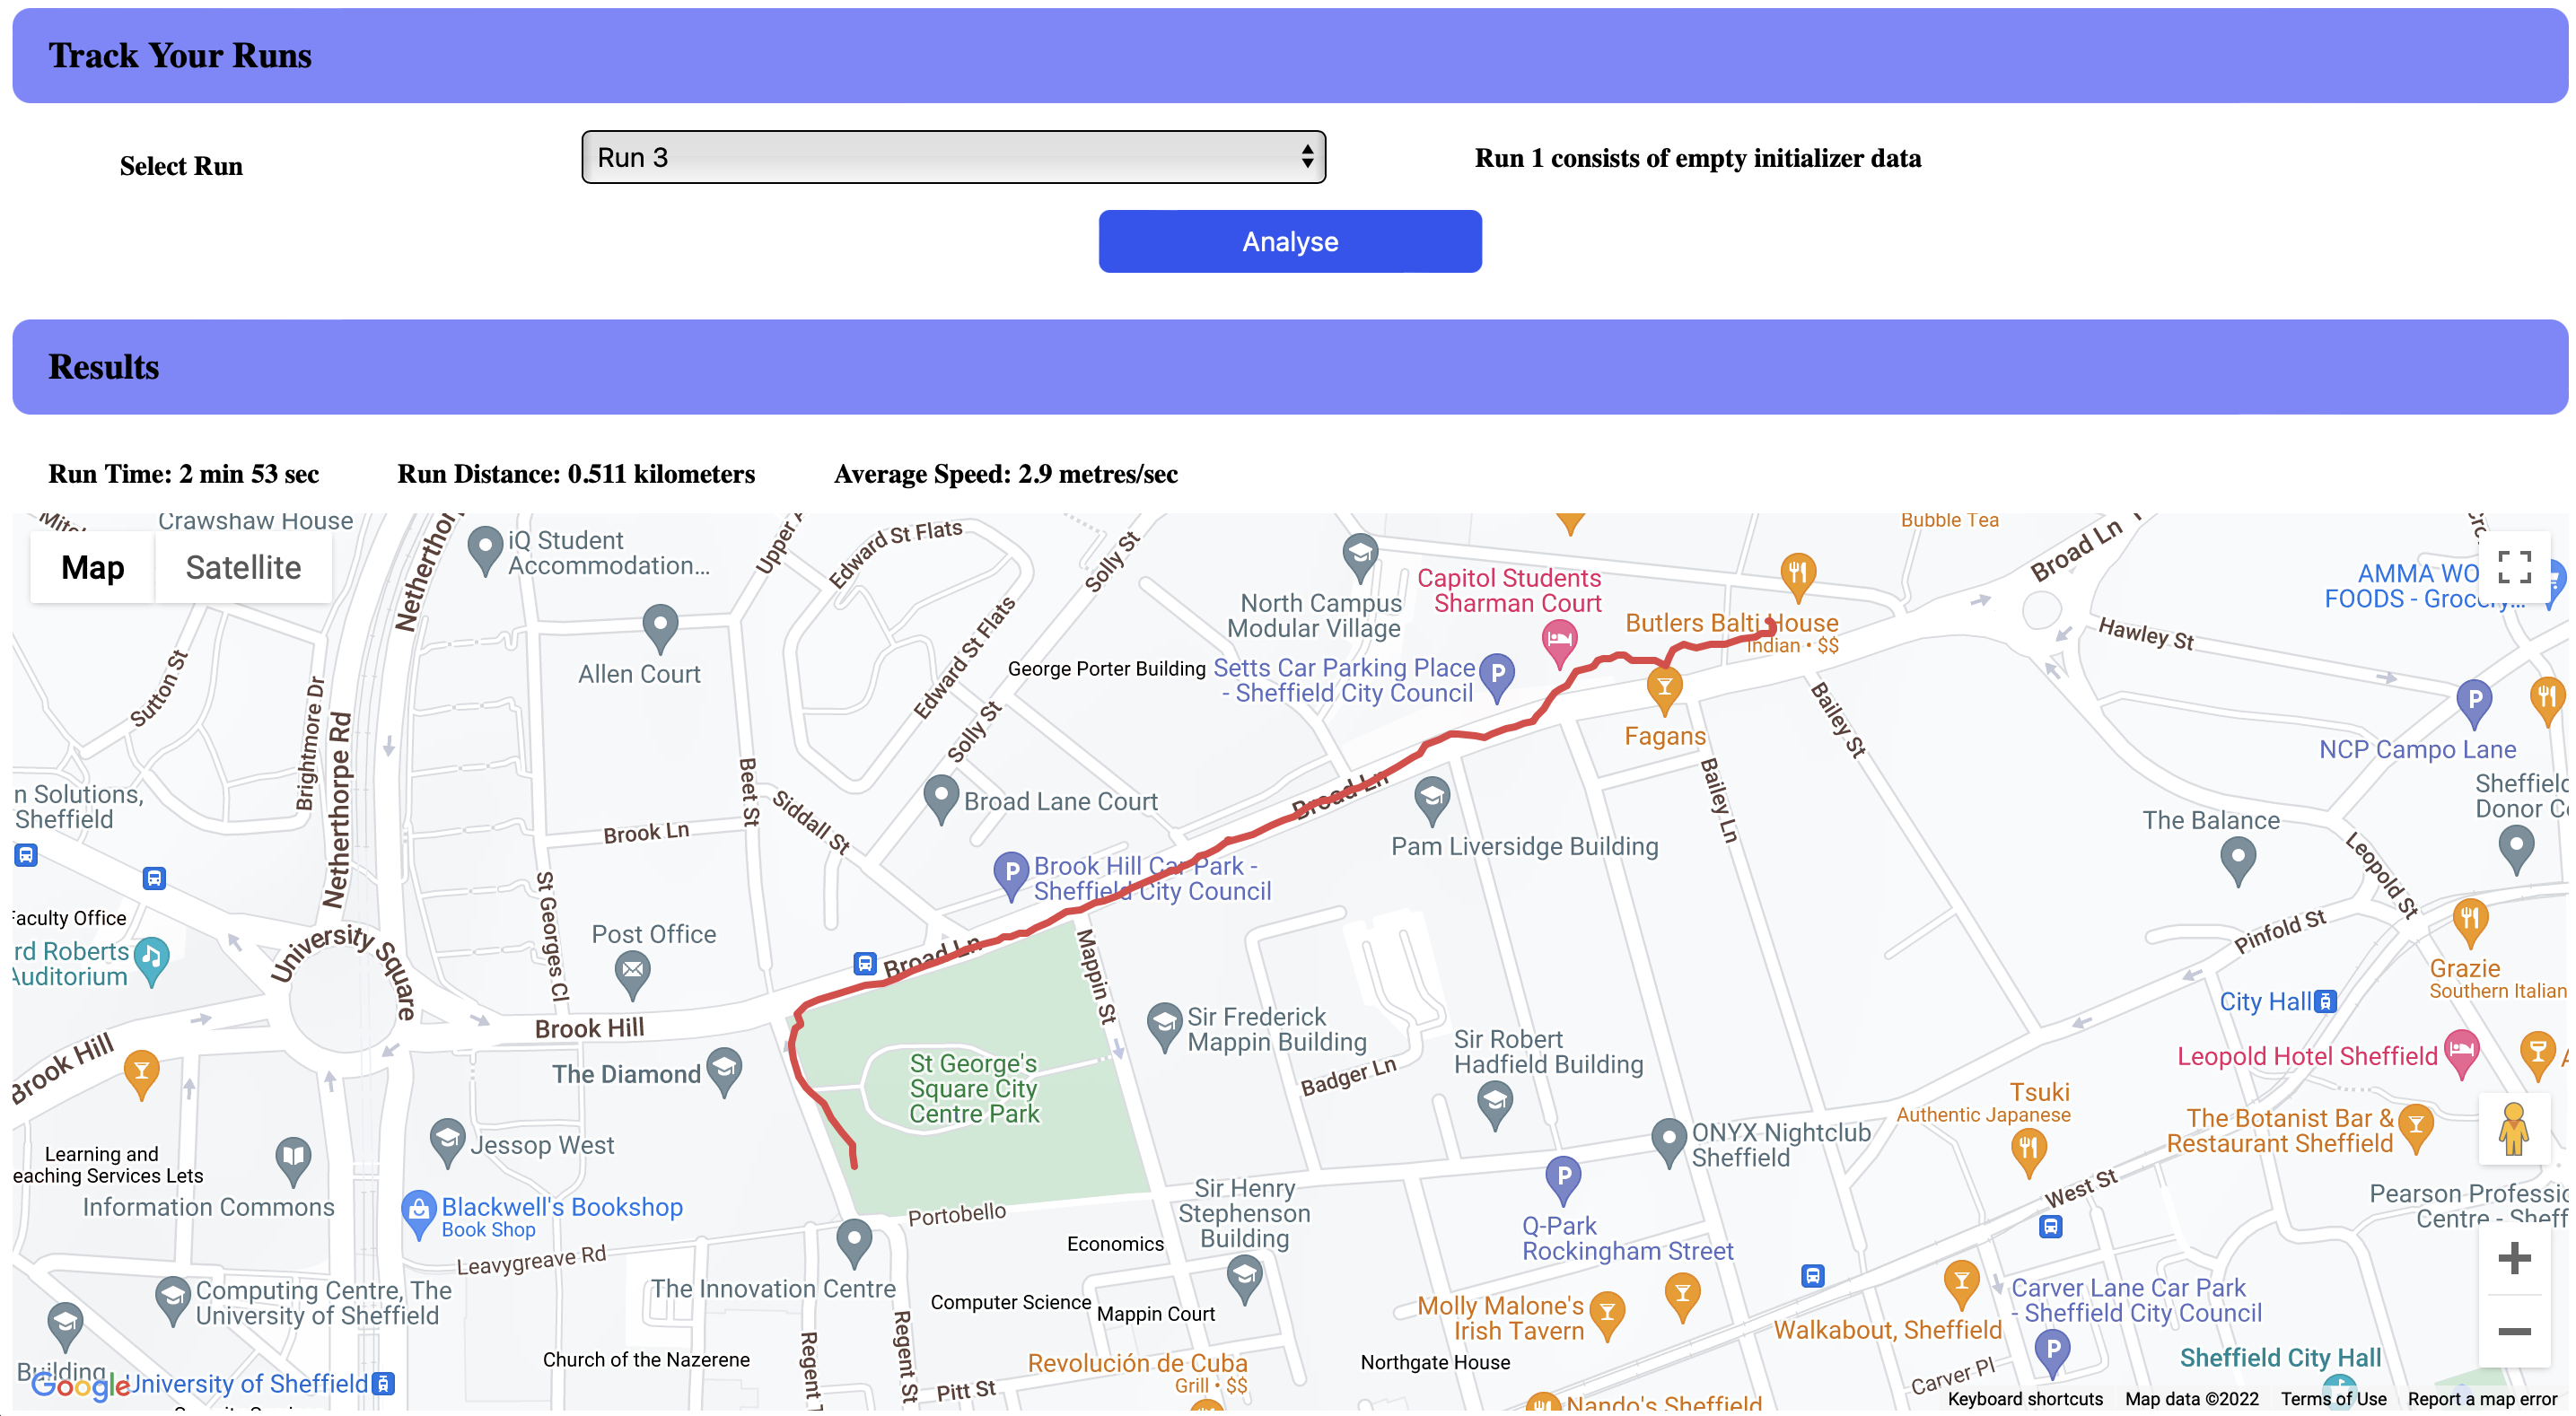 Track Your Runs
Select Run
Run 3
Run 1 consists of empty initializer data
Analyse
Results
Run Time: 2 min 53 sec
Run Distance: 0.511 kilometers
Average Speed: 2.9 metres/sec
Crawshaw House
Map
Satellite
iQ Student
Accommodation...
Edward St Flats
Solly St
Bubble Tea
Broad Ln
Capitol Students
Sharman Court
North Campus
Modular Village
AMMA WO
FOODS - Grocery...
Hawley St
Butlers Balti House
Indian • $$
Allen Court
Edward St Flats
George Porter Building
Setts Car Parking Place
- Sheffield City Council
Sutton St
Brightmore Dr
Netherthorpe Rd
Solly St
Fagans
Bailey St
NCP Campo Lane
Beet St
Siddall St
Broad Lane Court
Broad Ln
Bailey Ln
n Solutions,
Sheffield
Brook Ln
Pam Liversidge Building
The Balance
Leopold St
Brook Hill Car Park -
Sheffield City Council
St Georges Cl
Faculty Office
University Square
Post Office
Broad Ln
Mappin St
Pinfold St
rd Roberts
Auditorium
Grazie
Southern Italian
City Hall
Brook Hill
Brook Hill
The Diamond
Sir Frederick
Mappin Building
Badger Ln
Sir Robert
Hadfield Building
Leopold Hotel Sheffield
St George's
Square City
Centre Park
Tsuki
Authentic Japanese
The Botanist Bar &
Restaurant Sheffield
Jessop West
ONYX Nightclub
Sheffield
Learning and
eaching Services Lets
Information Commons
Blackwell's Bookshop
Book Shop
Portobello
Sir Henry
Stephenson
Building
West St
Q-Park
Rockingham Street
Leavygreave Rd
Economics
The Innovation Centre
Computing Centre, The
University of Sheffield
Computer Science
Mappin Court
Molly Malone's
Irish Tavern
Carver Lane Car Park
- Sheffield City Council
Walkabout, Sheffield
Regent St
Church of the Nazerene
Revolución de Cuba
Grill • $$
Northgate House
Sheffield City Hall
Building
Google
University of Sheffield
Pitt St
Carver Pl
Nando's Sheffield
Keyboard shortcuts
Map data ©2022
Terms of Use
Report a map error